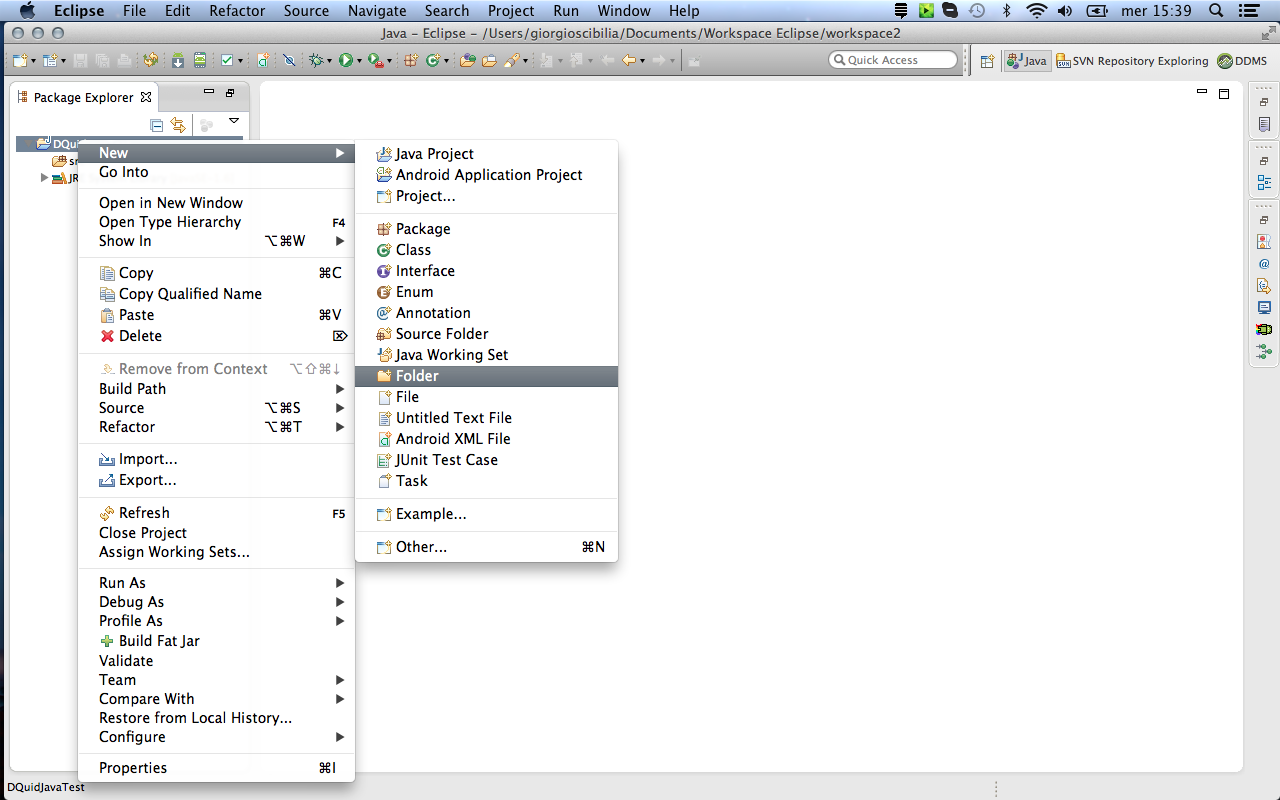 Eclipse File Edit Refactor Source Navigate Search Project Run Window Help mer 15:39
Java – Eclipse – /Users/giorgioscibilia/Documents/Workspace Eclipse/workspace2
Quick Access Java SVN Repository Exploring DDMS
Package Explorer
New
Go Into
Open in New Window
Open Type Hierarchy F4
Show In ⌥⌘W
Copy ⌘C
Copy Qualified Name
Paste ⌘V
Delete ⌦
Remove from Context ⌥⇧⌘↓
Build Path
Source ⌥⌘S
Refactor ⌥⌘T
Import...
Export...
Refresh F5
Close Project
Assign Working Sets...
Run As
Debug As
Profile As
Build Fat Jar
Validate
Team
Compare With
Restore from Local History...
Configure
Properties ⌘I
Java Project
Android Application Project
Project...
Package
Class
Interface
Enum
Annotation
Source Folder
Java Working Set
Folder
File
Untitled Text File
Android XML File
JUnit Test Case
Task
Example...
Other... ⌘N
DQuidJavaTest